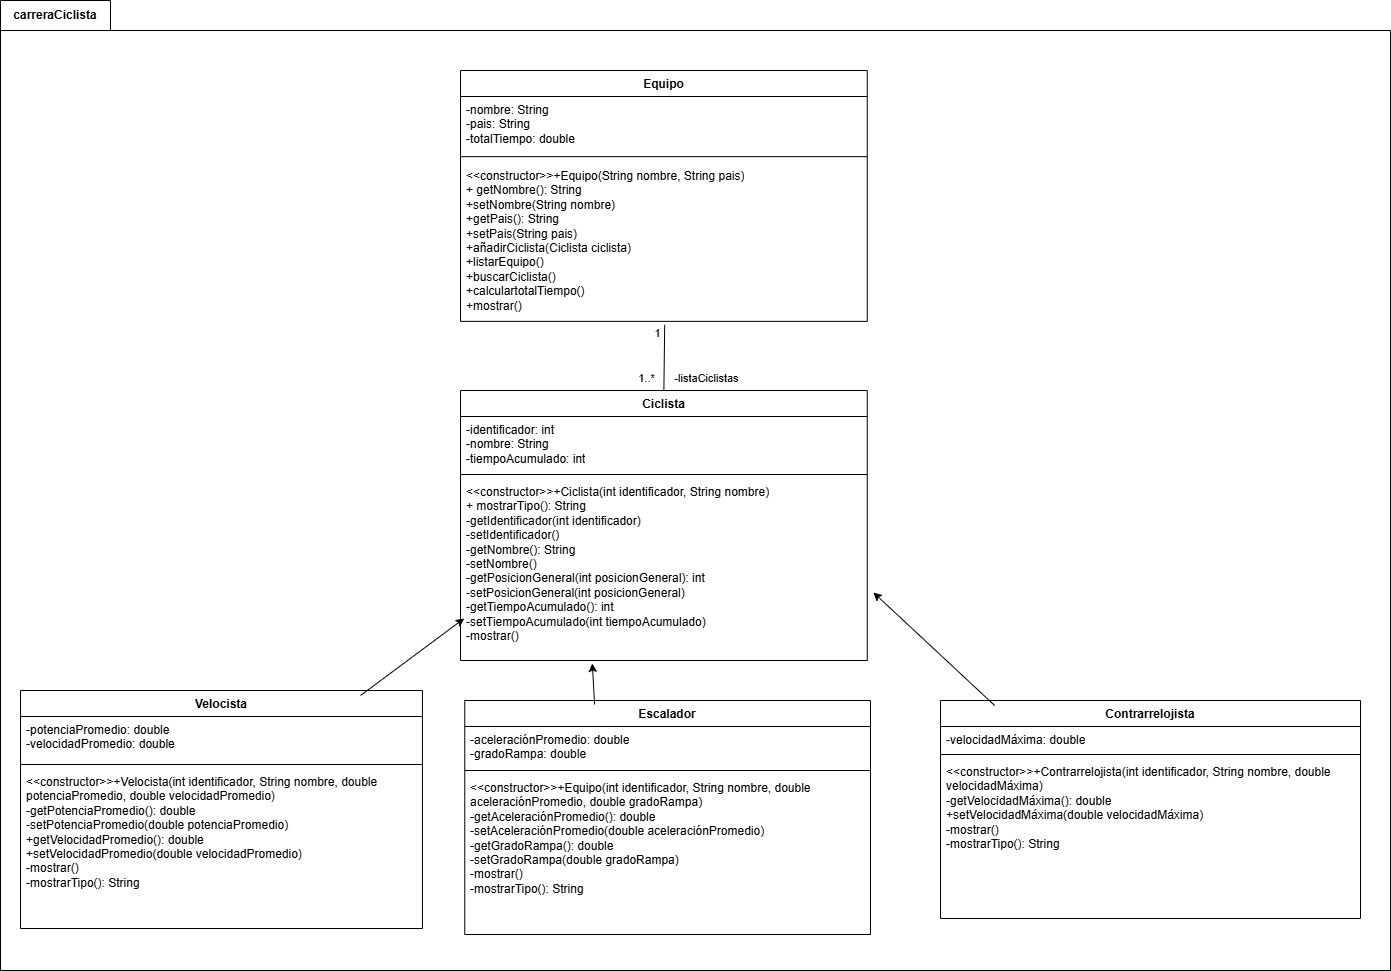 carreraCiclista
Equipo
-nombre: String
-pais: String
-totalTiempo: double
<<constructor>>+Equipo(String nombre, String pais)
+ getNombre(): String
+setNombre(String nombre)
+getPais(): String
+setPais(String pais)
+añadirCiclista(Ciclista ciclista)
+listarEquipo()
+buscarCiclista()
+calculartotalTiempo()
+mostrar()
1
1..* -listaCiclistas
Ciclista
-identificador: int
-nombre: String
-tiempoAcumulado: int
<<constructor>>+Ciclista(int identificador, String nombre)
+ mostrarTipo(): String
-getIdentificador(int identificador)
-setIdentificador()
-getNombre(): String
-setNombre()
-getPosicionGeneral(int posicionGeneral): int
-setPosicionGeneral(int posicionGeneral)
-getTiempoAcumulado(): int
-setTiempoAcumulado(int tiempoAcumulado)
-mostrar()
Velocista
-potenciaPromedio: double
-velocidadPromedio: double
<<constructor>>+Velocista(int identificador, String nombre, double
potenciaPromedio, double velocidadPromedio)
-getPotenciaPromedio(): double
-setPotenciaPromedio(double potenciaPromedio)
+getVelocidadPromedio(): double
+setVelocidadPromedio(double velocidadPromedio)
-mostrar()
-mostrarTipo(): String
Escalador
-aceleraciónPromedio: double
-gradoRampa: double
<<constructor>>+Equipo(int identificador, String nombre, double
aceleraciónPromedio, double gradoRampa)
-getAceleraciónPromedio(): double
-setAceleraciónPromedio(double aceleraciónPromedio)
-getGradoRampa(): double
-setGradoRampa(double gradoRampa)
-mostrar()
-mostrarTipo(): String
Contrarrelojista
-velocidadMáxima: double
<<constructor>>+Contrarrelojista(int identificador, String nombre, double
velocidadMáxima)
-getVelocidadMáxima(): double
+setVelocidadMáxima(double velocidadMáxima)
-mostrar()
-mostrarTipo(): String